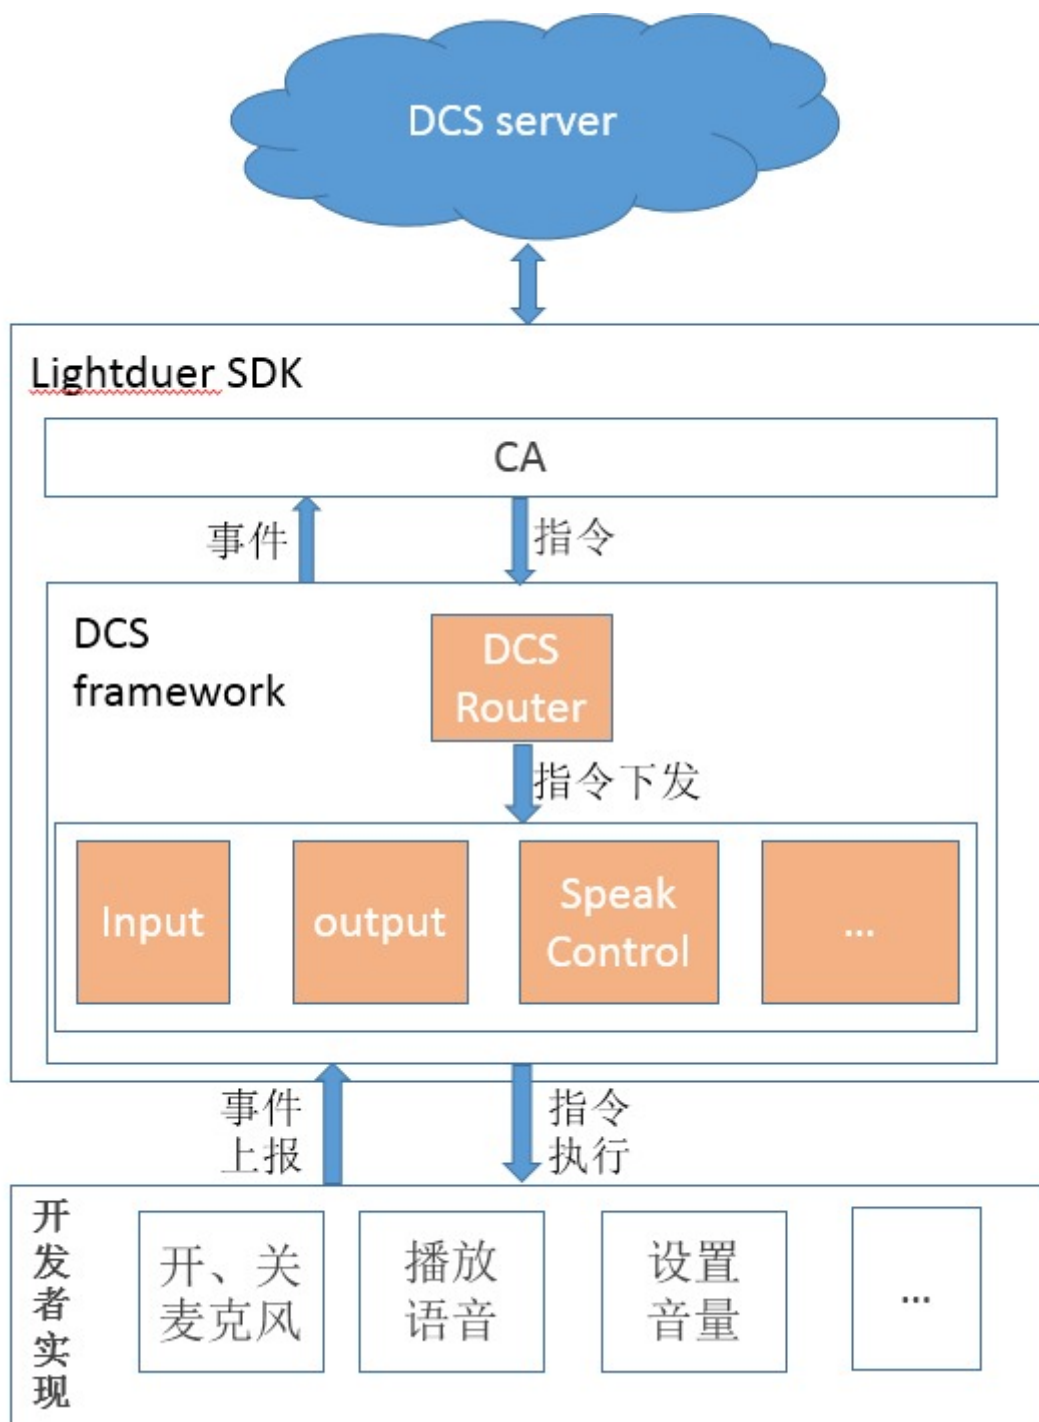 DCS server
Lightduer SDK
CA
事件
指令
DCS
framework
DCS
Router
指令下发
Input
output
Speak
Control
...
事件
上报
指令
执行
开
发
者
实
现
开、关
麦克风
播放
语音
设置
音量
...